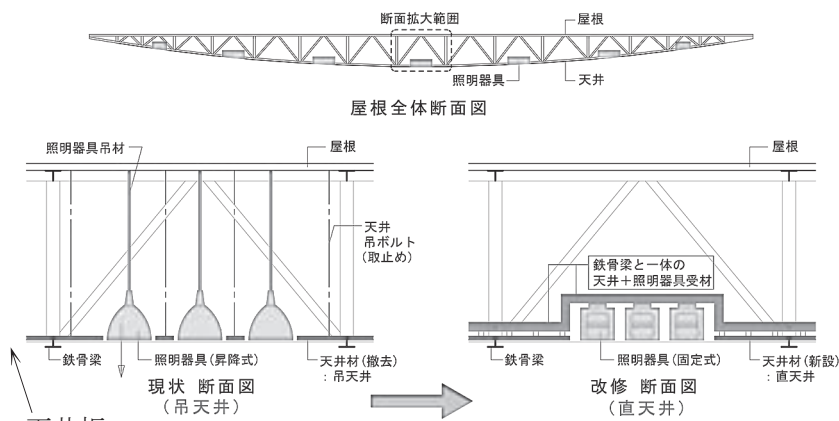 断面拡大範囲
屋根
照明器具
天井
屋根全体断面図
照明器具吊材
屋根
天井
吊ボルト
(取止め)
鉄骨梁
照明器具(昇降式)
天井材(撤去)
:吊天井
現状 断面図
(吊天井)
屋根
鉄骨梁と一体の
天井+照明器具受材
鉄骨梁
照明器具(固定式)
天井材(新設)
:直天井
改修 断面図
(直天井)